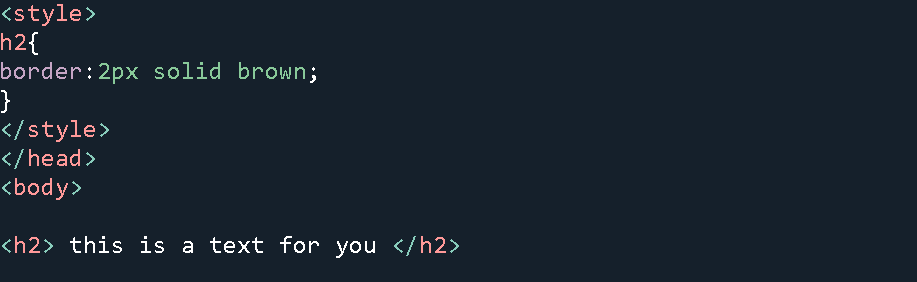 <style>
h2{
border:2px solid brown;
}
</style>
</head>
<body>
<h2> this is a text for you </h2>